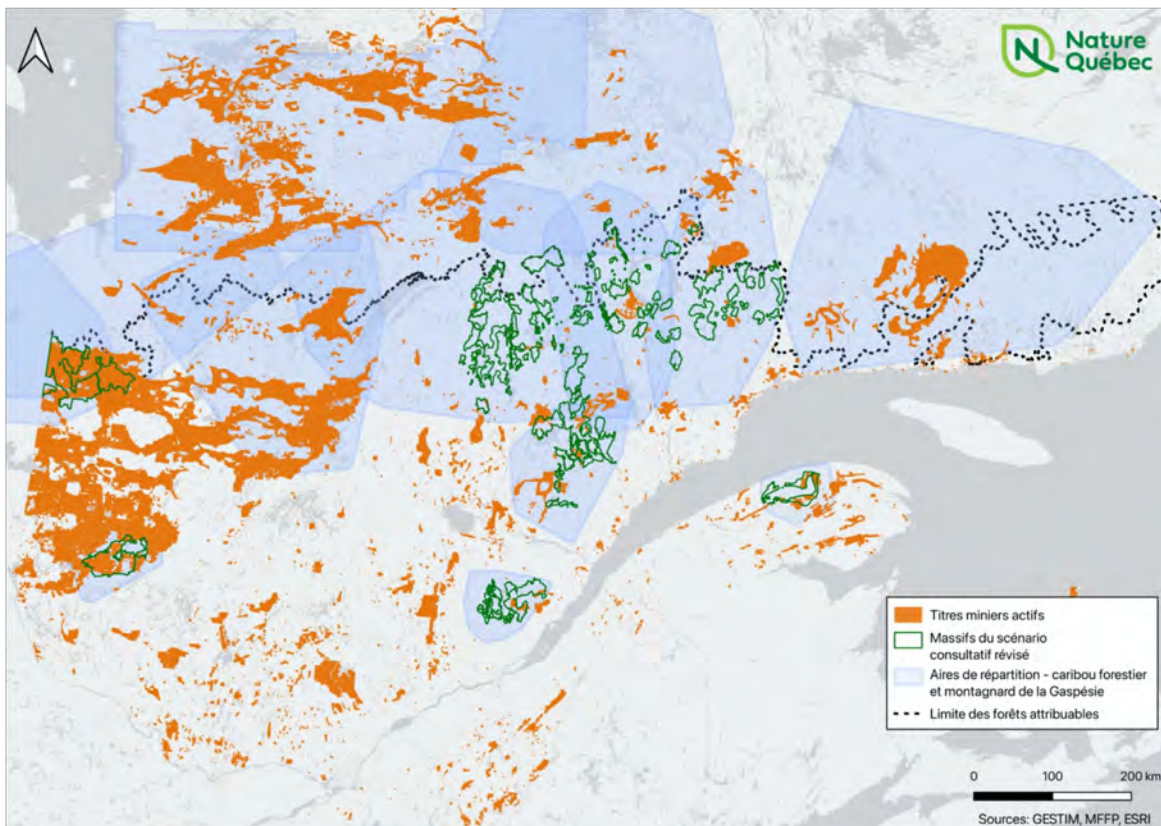 Nature
Québec
Titres miniers actifs
Massifs du scénario
consultatif révisé
Aires de répartition - caribou forestier
et montagnard de la Gaspésie
Limite des forêts attribuables
0 100 200 km
Sources: GESTIM, MFFP, ESRI